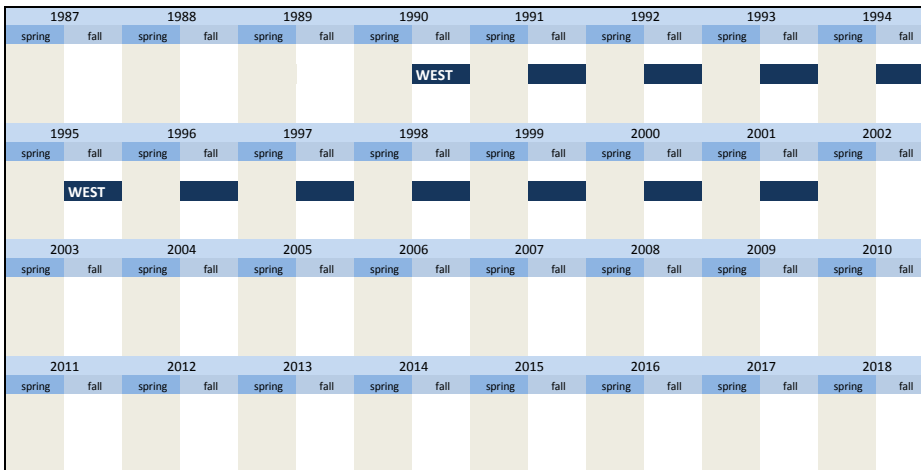 1987 1988 1989 1990 1991 1992 1993 1994
spring fall spring fall spring fall spring fall spring fall spring fall spring fall spring fall
WEST
1995 1996 1997 1998 1999 2000 2001 2002
spring fall spring fall spring fall spring fall spring fall spring fall spring fall spring fall
WEST
2003 2004 2005 2006 2007 2008 2009 2010
spring fall spring fall spring fall spring fall spring fall spring fall spring fall spring fall
2011 2012 2013 2014 2015 2016 2017 2018
spring fall spring fall spring fall spring fall spring fall spring fall spring fall spring fall